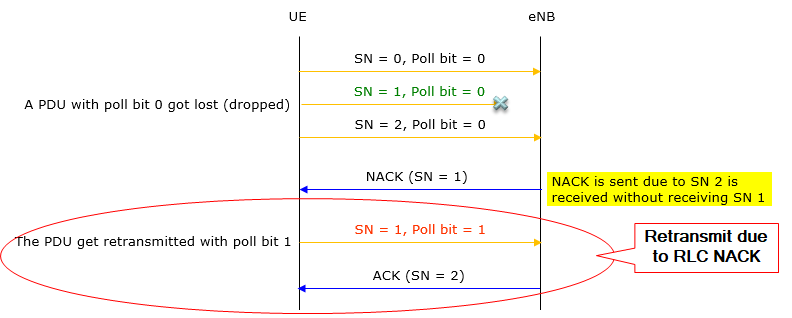 UE
eNB
SN = 0, Poll bit = 0
SN = 1, Poll bit = 0
A PDU with poll bit 0 got lost (dropped)
SN = 2, Poll bit = 0
NACK (SN = 1)
NACK is sent due to SN 2 is
received without receiving SN 1
SN = 1, Poll bit = 1
The PDU get retransmitted with poll bit 1
Retransmit due
to RLC NACK
ACK (SN = 2)